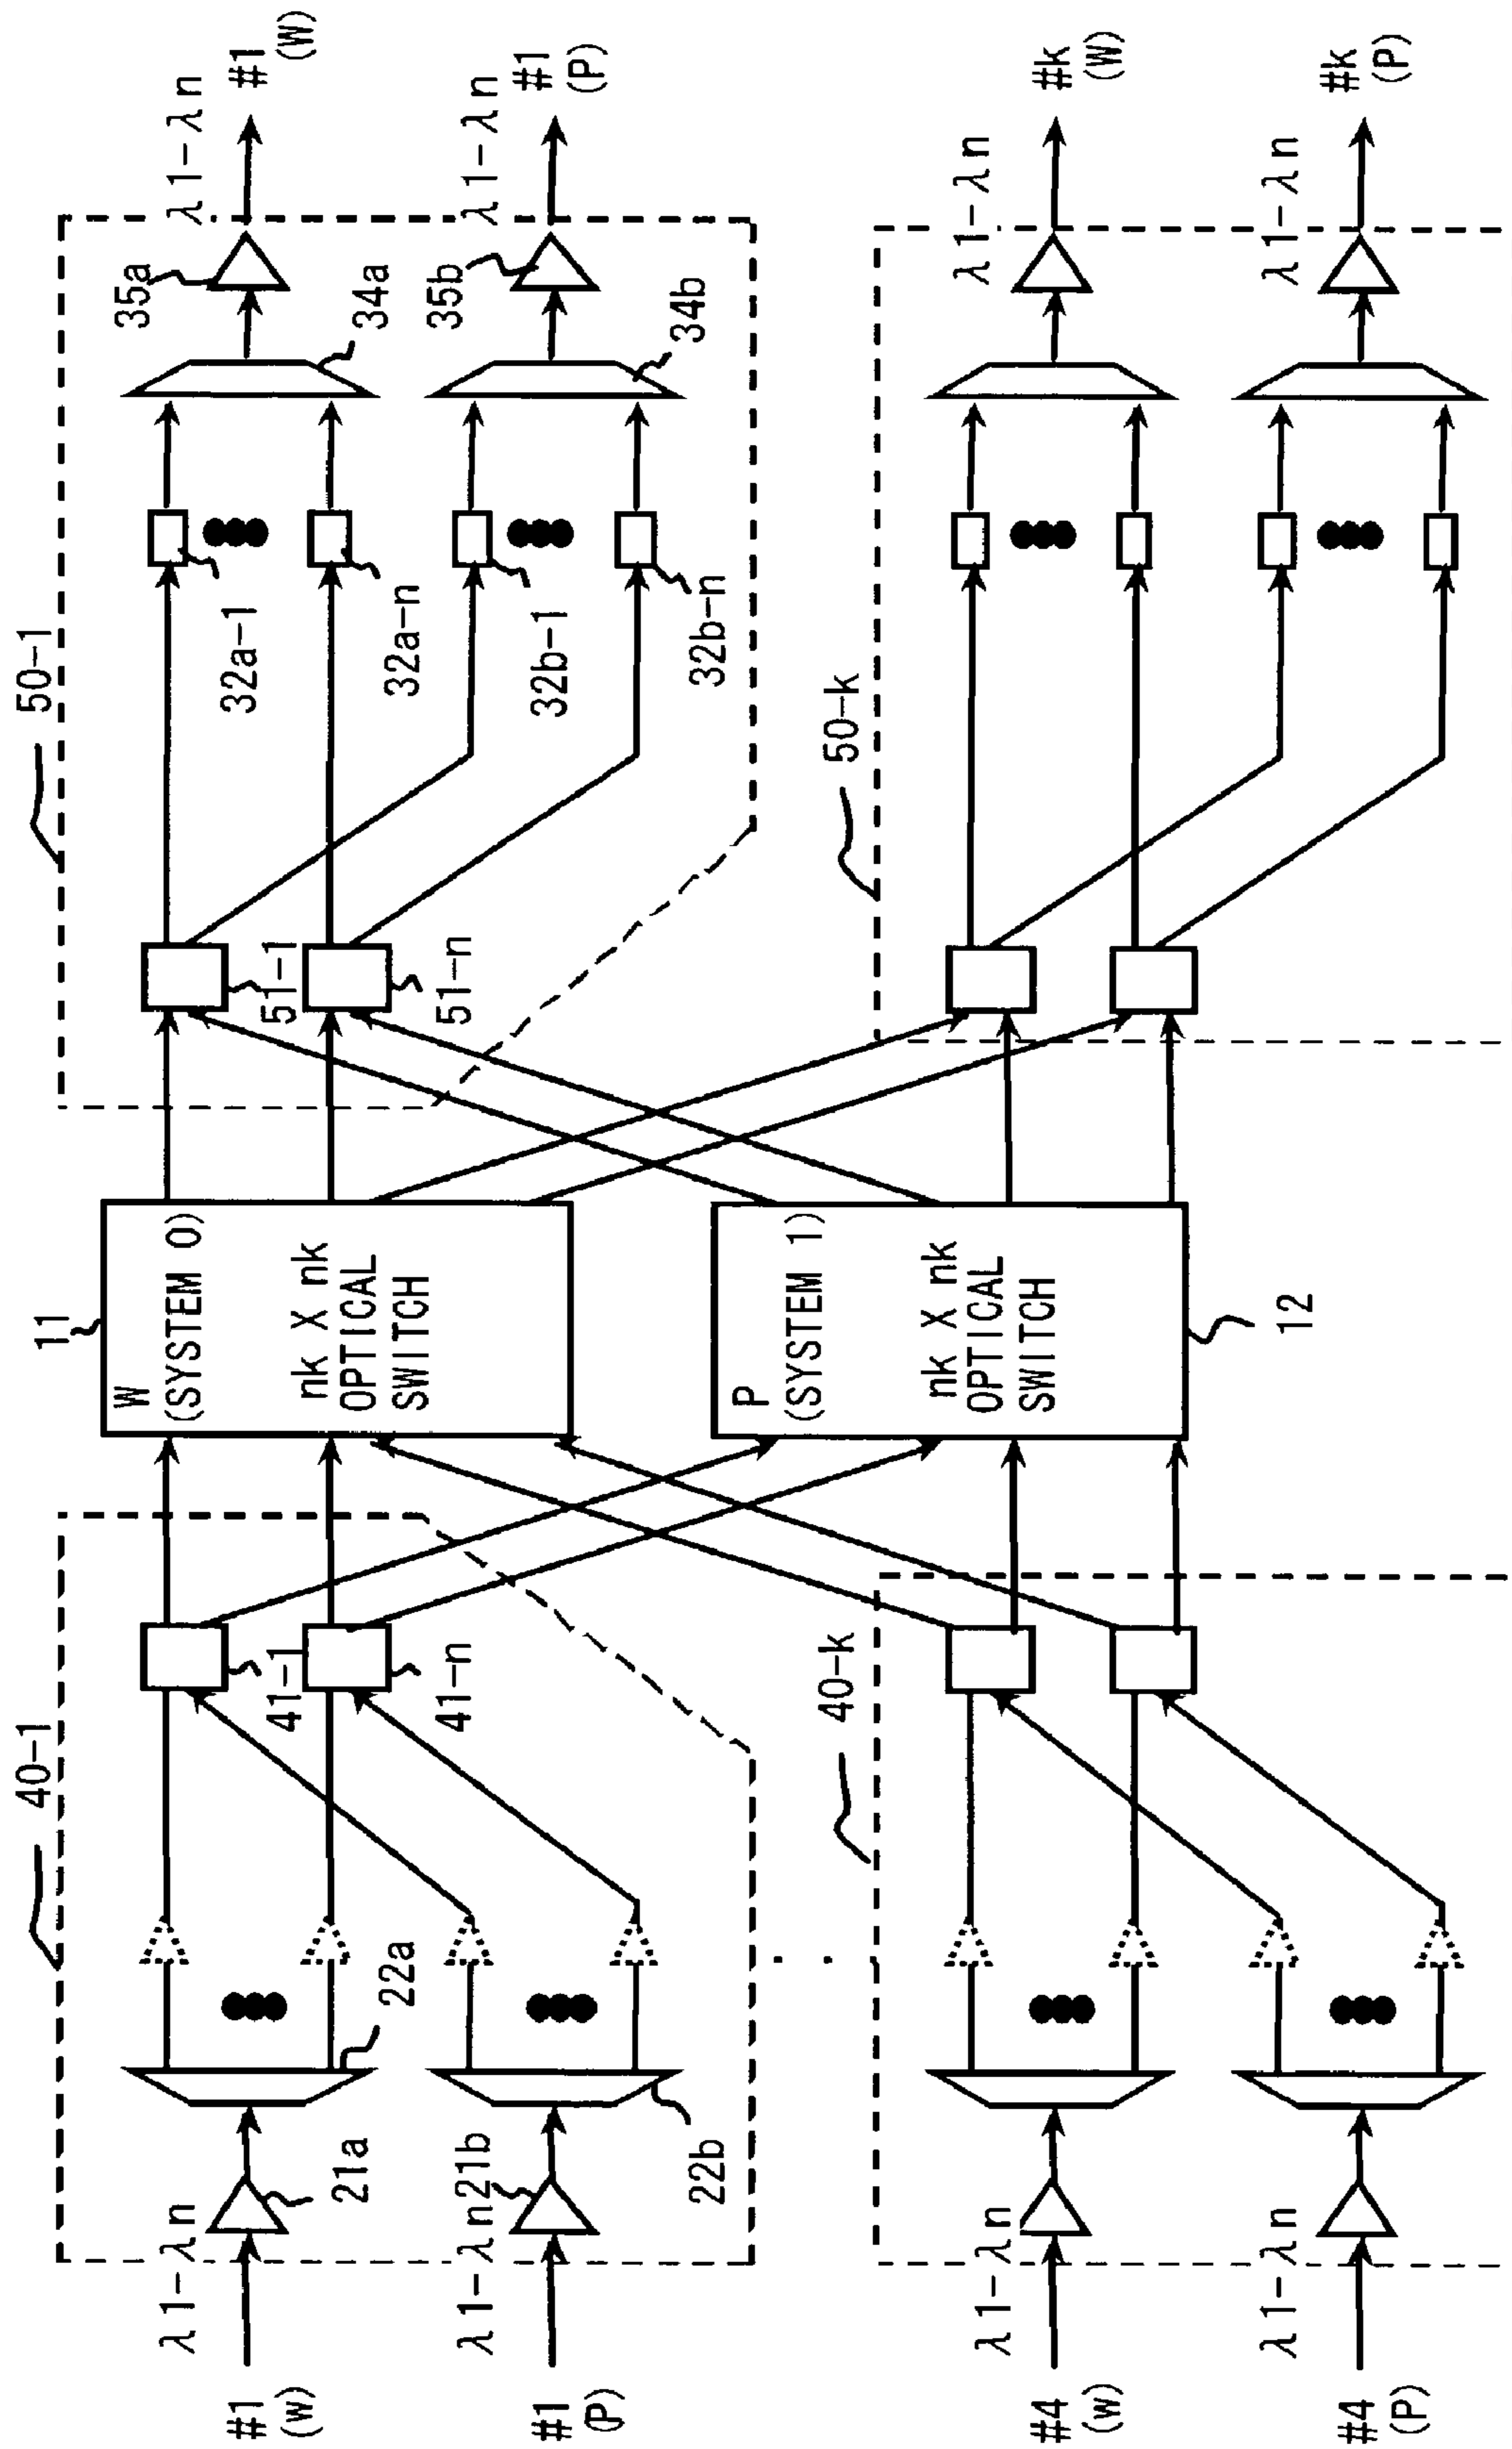 40-1
11
50-1
λ1-λn
#1
(W)
21a
22a
41-1
W
(SYSTEM 0)
nk X nk
OPTICAL
SWITCH
51-1
32a-1
35a
34a
λ1-λn
#1
(W)
λ1-λn
#1
(P)
21b
22b
41-n
51-n
32a-n
32b-1
32b-n
35b
34b
λ1-λn
#1
(P)
40-k
P
(SYSTEM 1)
nk X nk
OPTICAL
SWITCH
12
50-k
λ1-λn
#4
(W)
λ1-λn
#k
(W)
λ1-λn
#4
(P)
λ1-λn
#k
(P)